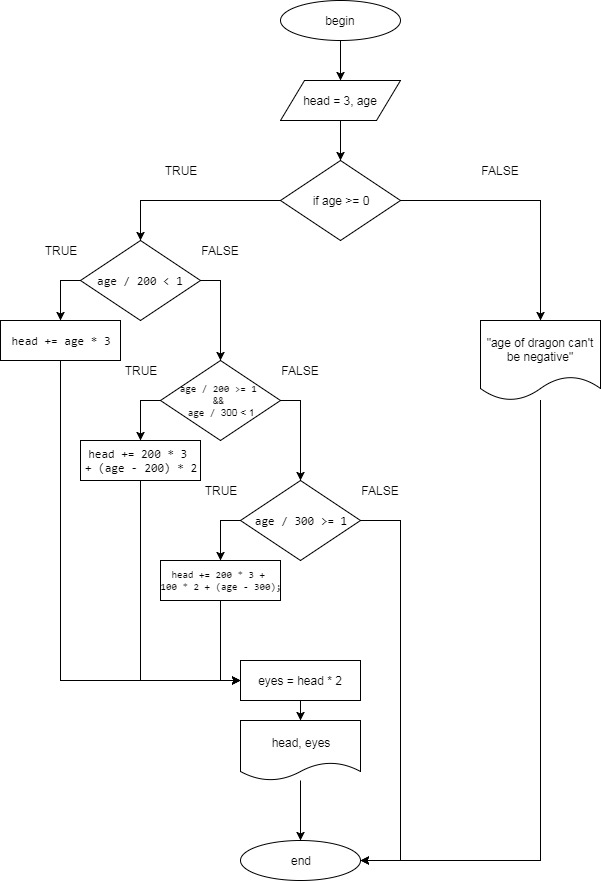 begin
head = 3, age
TRUE
FALSE
if age >= 0
TRUE
FALSE
age / 200 < 1
head += age * 3
"age of dragon can't
be negative"
TRUE
FALSE
age / 200 >= 1
&&
age / 300 < 1
head += 200 * 3
+ (age - 200) * 2
TRUE
FALSE
age / 300 >= 1
head += 200 * 3 +
100 * 2 + (age - 300);
eyes = head * 2
head, eyes
end